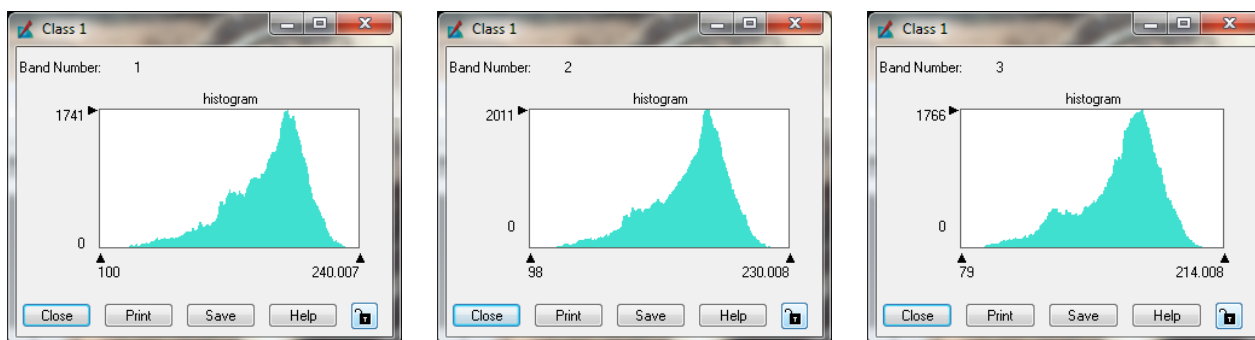 Class 1
Band Number: 1
histogram
1741
0
100 240.007
Close Print Save Help
Class 1
Band Number: 2
histogram
2011
0
98 230.008
Close Print Save Help
Class 1
Band Number: 3
histogram
1766
0
79 214.008
Close Print Save Help